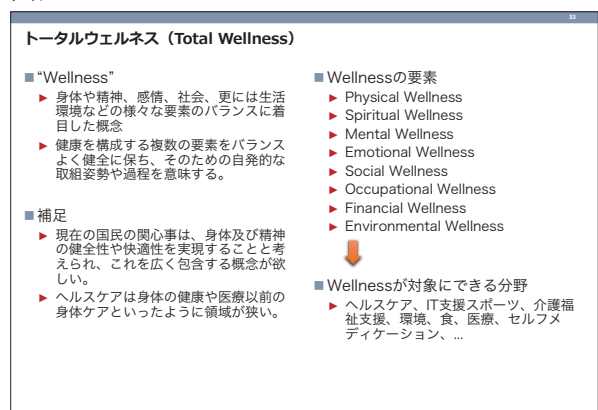 33
トータルウェルネス（Total Wellness）
■“Wellness”
▶ 身体や精神、感情、社会、更には生活
環境などの様々な要素のバランスに着
目した概念
▶ 健康を構成する複数の要素をバランス
よく健全に保ち、そのための自発的な
取組姿勢や過程を意味する。
■補足
▶ 現在の国民の関心事は、身体及び精神
の健全性や快適性を実現することと考
えられ、これを広く包含する概念が欲
しい。
▶ ヘルスケアは身体の健康や医療以前の
身体ケアといったように領域が狭い。
■Wellnessの要素
▶ Physical Wellness
▶ Spiritual Wellness
▶ Mental Wellness
▶ Emotional Wellness
▶ Social Wellness
▶ Occupational Wellness
▶ Financial Wellness
▶ Environmental Wellness
■Wellnessが対象にできる分野
▶ ヘルスケア、IT支援スポーツ、介護福
祉支援、環境、食、医療、セルフメ
ディケーション、...